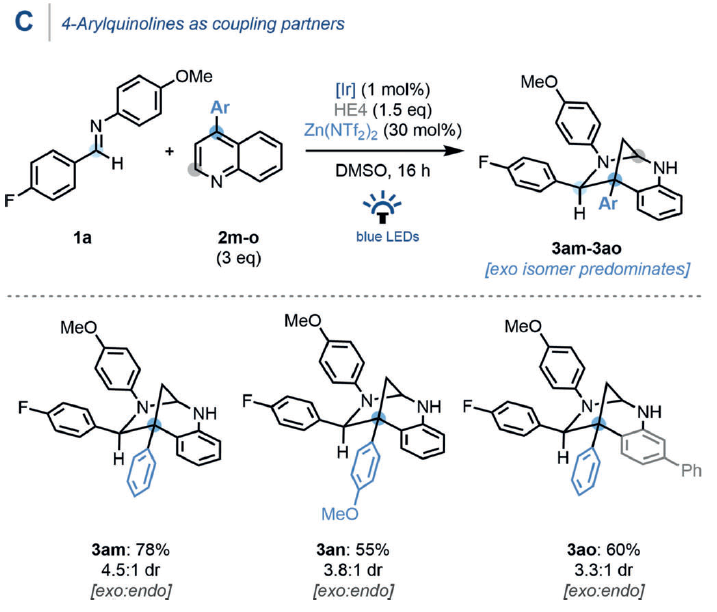 C 4-Arylquinolines as coupling partners
OMe
N
H
F
1a
+
Ar
N
2m-o
(3 eq)
[Ir] (1 mol%)
HE4 (1.5 eq)
Zn(NTf₂)₂ (30 mol%)
DMSO, 16 h
blue LEDs
MeO
N
NH
F
H
Ar
3am-3ao
[exo isomer predominates]
MeO
N
NH
F
H
3am: 78%
4.5:1 dr
[exo:endo]
MeO
N
NH
F
H
MeO
3an: 55%
3.8:1 dr
[exo:endo]
MeO
N
NH
F
H
Ph
3ao: 60%
3.3:1 dr
[exo:endo]